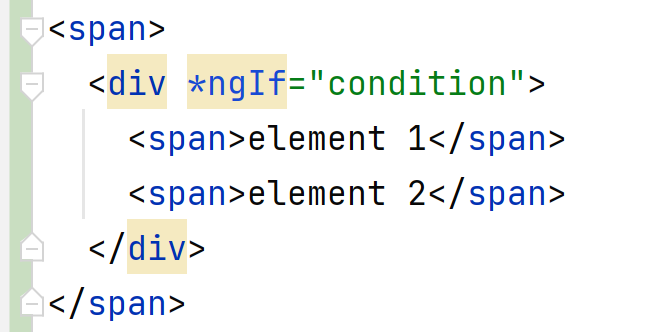 <span>
<div *ngIf="condition">
<span>element 1</span>
<span>element 2</span>
</div>
</span>